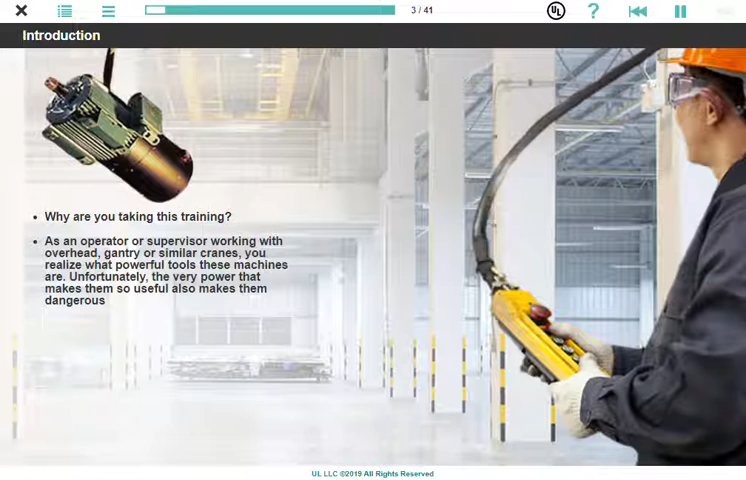 3 / 41
UL
?
Introduction
• Why are you taking this training?
• As an operator or supervisor working with
overhead, gantry or similar cranes, you
realize what powerful tools these machines
are. Unfortunately, the very power that
makes them so useful also makes them
dangerous
UL LLC ©2019 All Rights Reserved